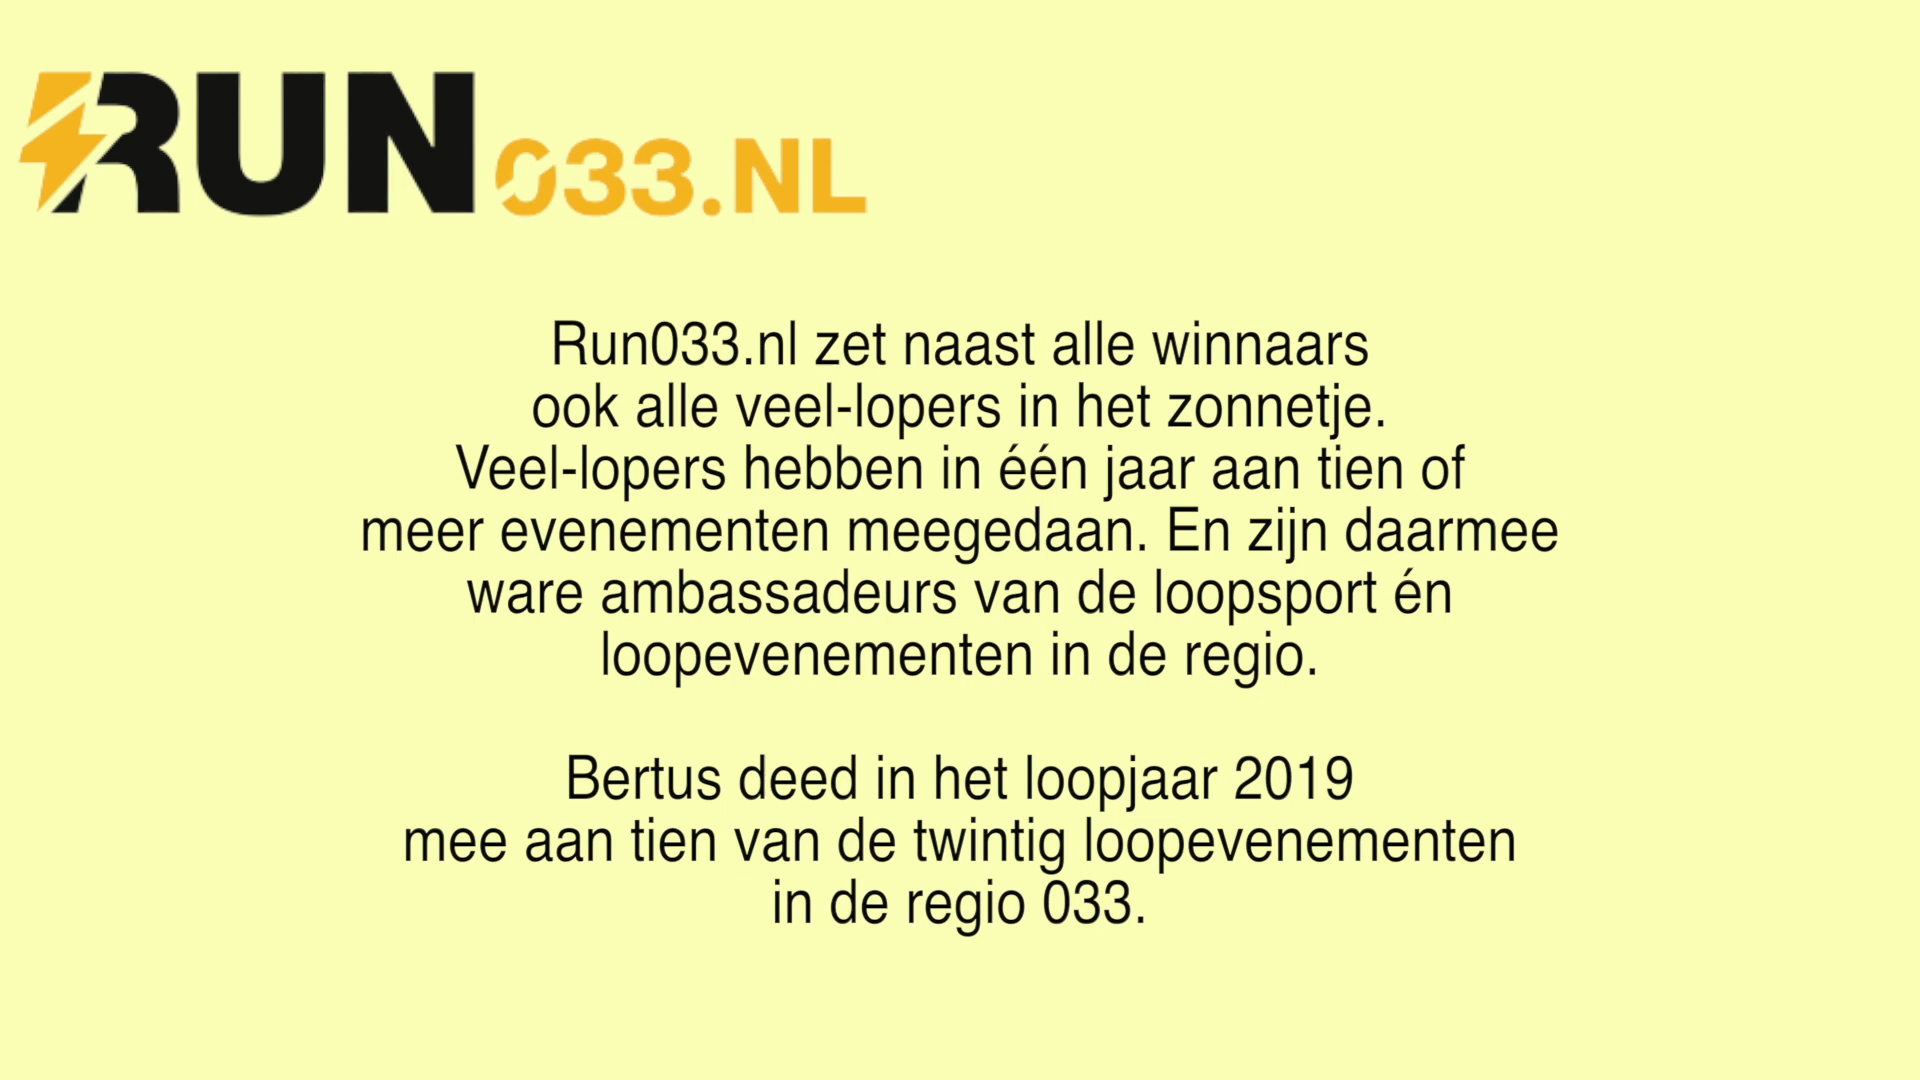 RUN033.NL
Run033.nl zet naast alle winnaars
ook alle veel-lopers in het zonnetje.
Veel-lopers hebben in één jaar aan tien of
meer evenementen meegedaan. En zijn daarmee
ware ambassadeurs van de loopsport én
loopevenementen in de regio.
Bertus deed in het loopjaar 2019
mee aan tien van de twintig loopevenementen
in de regio 033.